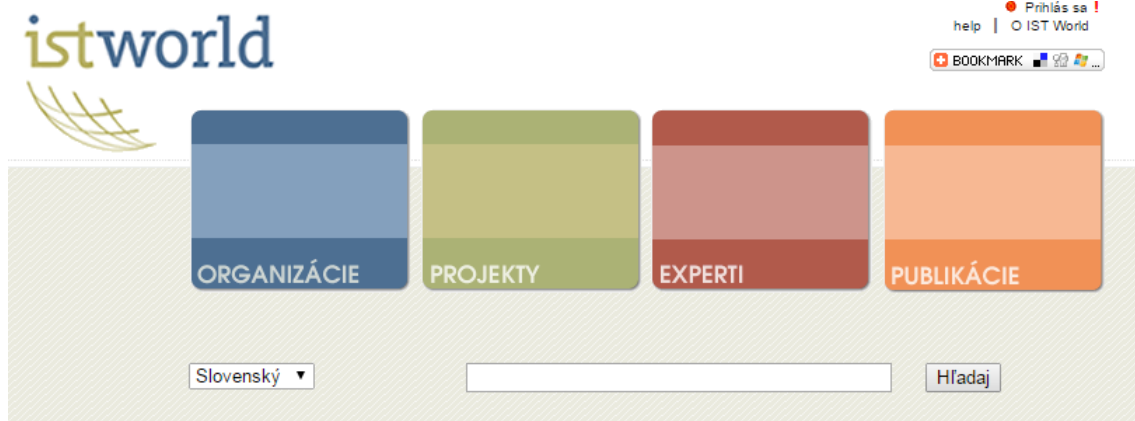 istworld
Prihlás sa !
help | O IST World
BOOKMARK ...
ORGANIZÁCIE
PROJEKTY
EXPERTI
PUBLIKÁCIE
Slovenský
Hľadaj